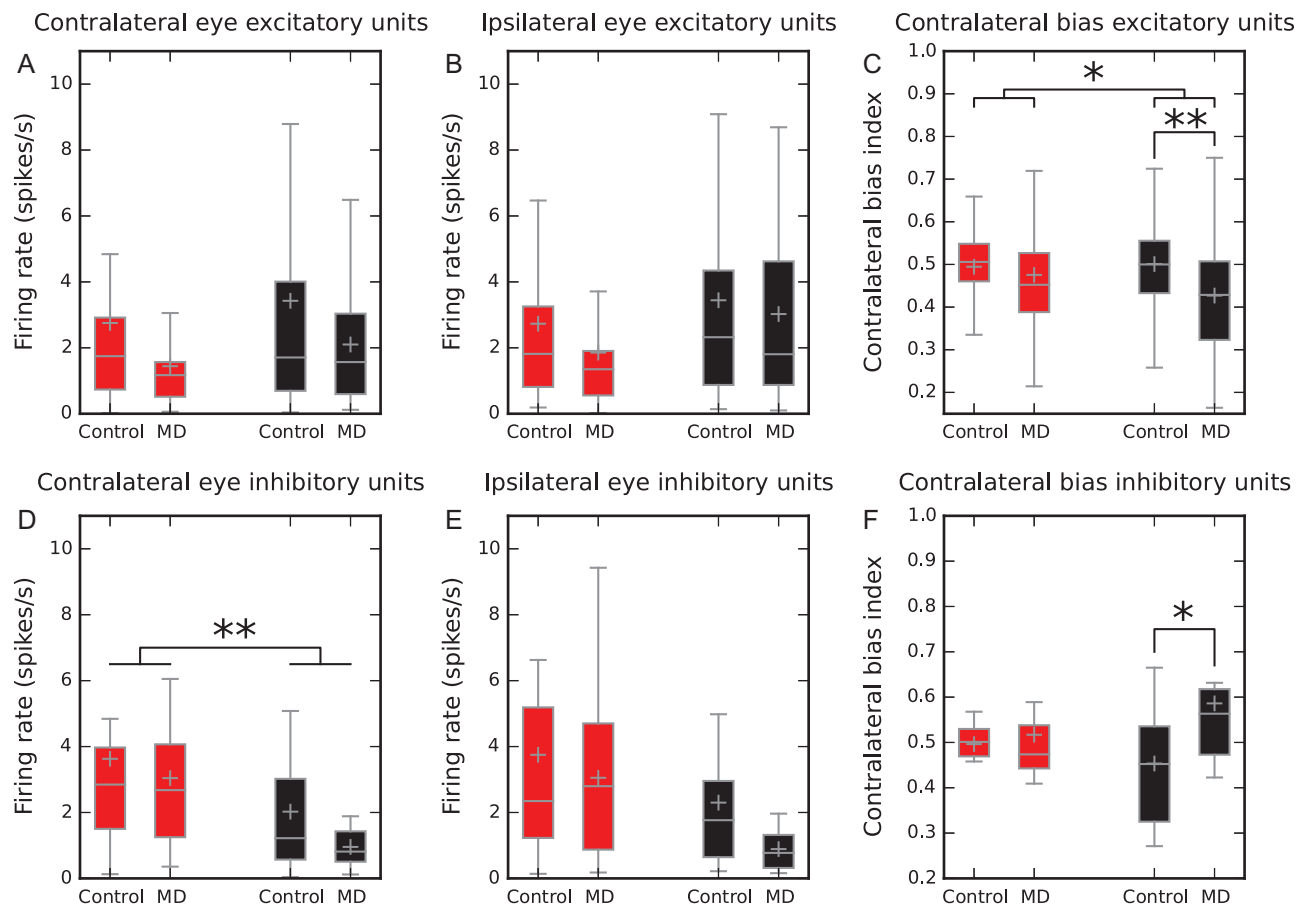 Contralateral eye excitatory units
A
Firing rate (spikes/s)
10
8
6
4
2
0
Control MD Control MD
Ipsilateral eye excitatory units
B
Firing rate (spikes/s)
10
8
6
4
2
0
Control MD Control MD
Contralateral bias excitatory units
C
Contralateral bias index
1.0
0.9
0.8
0.7
0.6
0.5
0.4
0.3
0.2
*
**
Control MD Control MD
Contralateral eye inhibitory units
D
Firing rate (spikes/s)
10
8
6
4
2
0
**
Control MD Control MD
Ipsilateral eye inhibitory units
E
Firing rate (spikes/s)
10
8
6
4
2
0
Control MD Control MD
Contralateral bias inhibitory units
F
Contralateral bias index
1.0
0.9
0.8
0.7
0.6
0.5
0.4
0.3
0.2
*
Control MD Control MD